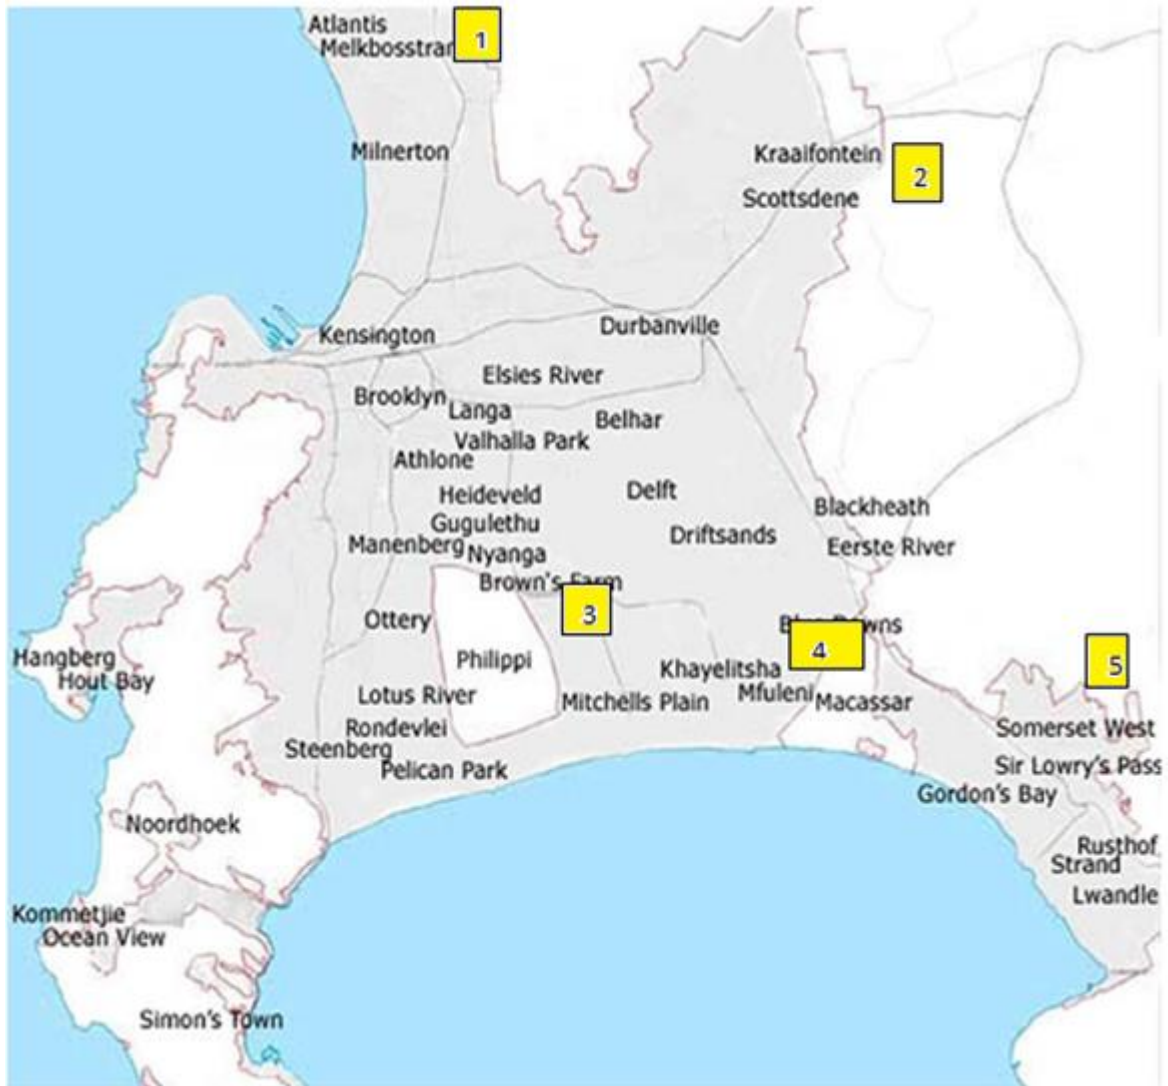 Atlantis
1
Melkbosstran
Milnerton
Kraaifontein
2
Scottsdene
Kensington
Durbanville
Elsies River
Brooklyn
Langa
Belhar
Valhalla Park
Athlone
Heideveld
Delft
Blackheath
Gugulethu
Driftsands
Manenberg
Nyanga
Eerste River
Brown's Farm
3
Ottery
4
Hangberg
Philippi
Khayelitsha
5
Hout Bay
Lotus River
Mitchells Plain
Mfuleni
Macassar
Rondevlei
Somerset West
Steenberg
Pelican Park
Sir Lowry's Pass
Gordon's Bay
Noordhoek
Rusthof
Strand
Lwandle
Kommetjie
Ocean View
Simon's Town